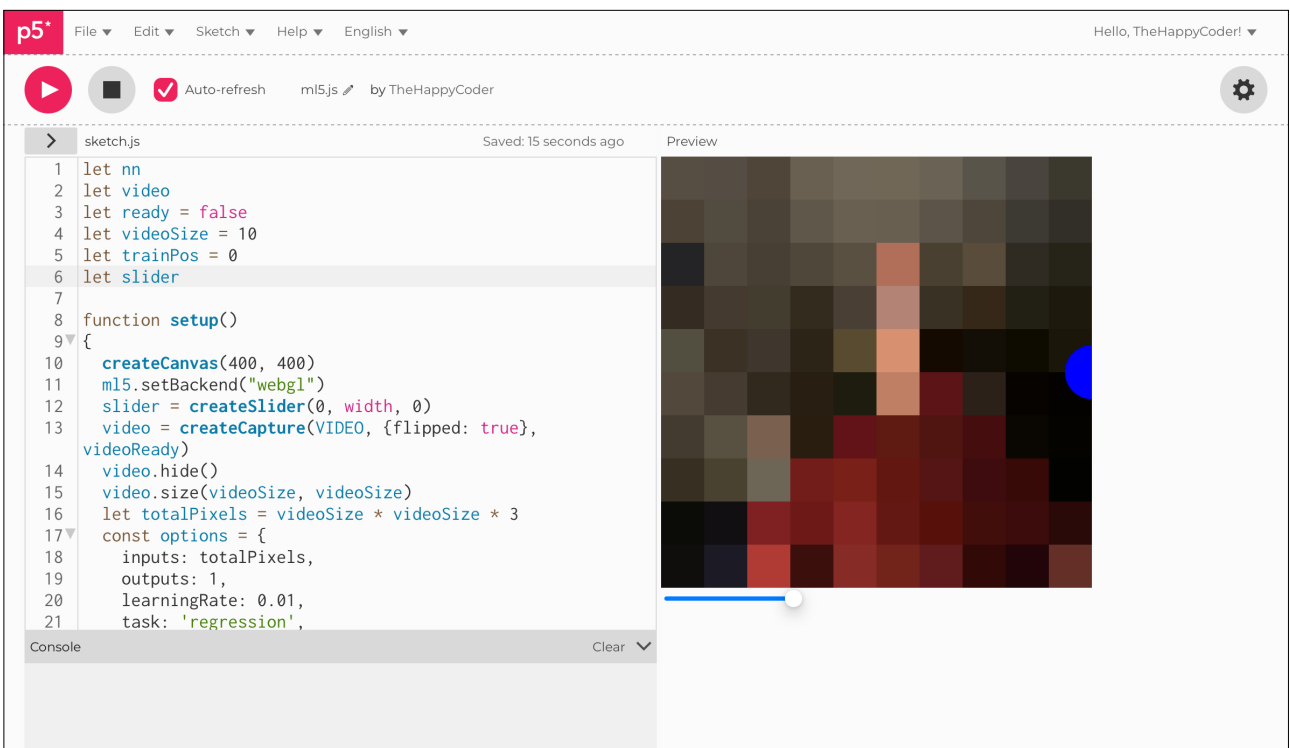 p5* File Edit Sketch Help English Hello, TheHappyCoder!
Auto-refresh ml5.js by TheHappyCoder
sketch.js Saved: 15 seconds ago Preview
1 let nn
2 let video
3 let ready = false
4 let videoSize = 10
5 let trainPos = 0
6 let slider
7
8 function setup()
9 {
10 createCanvas(400, 400)
11 ml5.setBackend("webgl")
12 slider = createSlider(0, width, 0)
13 video = createCapture(VIDEO, {flipped: true},
videoReady)
14 video.hide()
15 video.size(videoSize, videoSize)
16 let totalPixels = videoSize * videoSize * 3
17 const options = {
18 inputs: totalPixels,
19 outputs: 1,
20 learningRate: 0.01,
21 task: 'regression',
Console Clear